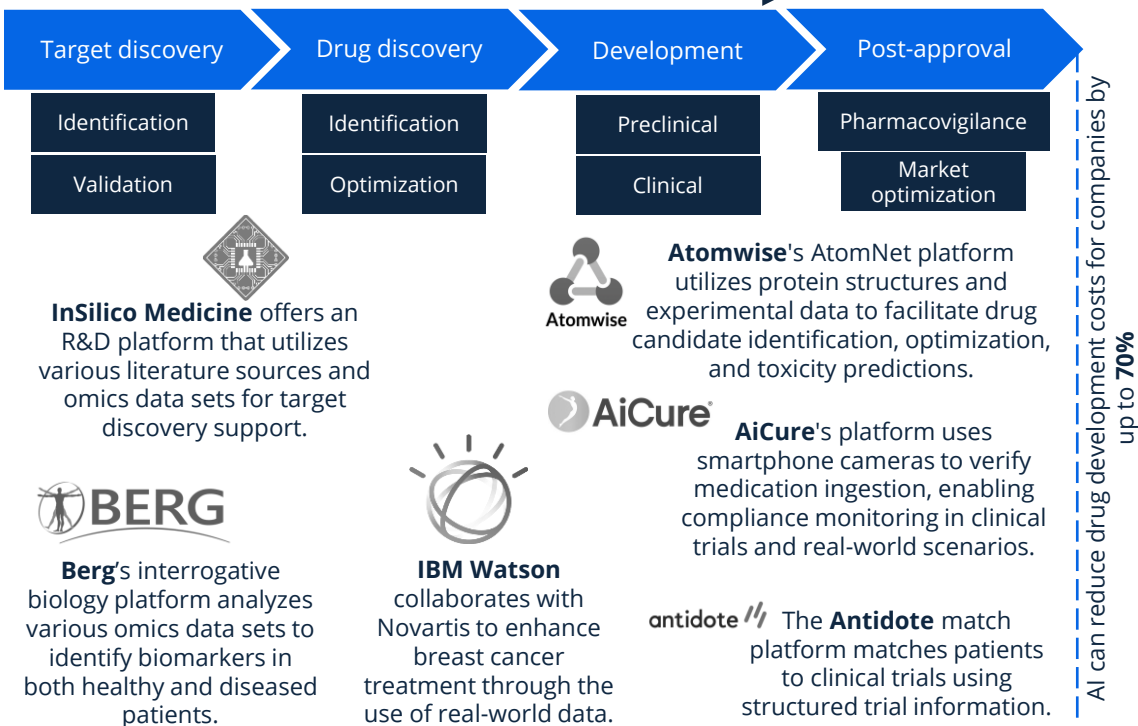 Target discovery
Drug discovery
Development
Post-approval
Identification
Validation
Identification
Optimization
Preclinical
Clinical
Pharmacovigilance
Market
optimization
InSilico Medicine offers an
R&D platform that utilizes
various literature sources and
omics data sets for target
discovery support.
Atomwise
Atomwise's AtomNet platform
utilizes protein structures and
experimental data to facilitate drug
candidate identification, optimization,
and toxicity predictions.
AiCure®
AiCure's platform uses
smartphone cameras to verify
medication ingestion, enabling
compliance monitoring in clinical
trials and real-world scenarios.
BERG
Berg’s interrogative
biology platform analyzes
various omics data sets to
identify biomarkers in
both healthy and diseased
patients.
IBM Watson
collaborates with
Novartis to enhance
breast cancer
treatment through the
use of real-world data.
antidote
The Antidote match
platform matches patients
to clinical trials using
structured trial information.
AI can reduce drug development costs for companies by
up to 70%